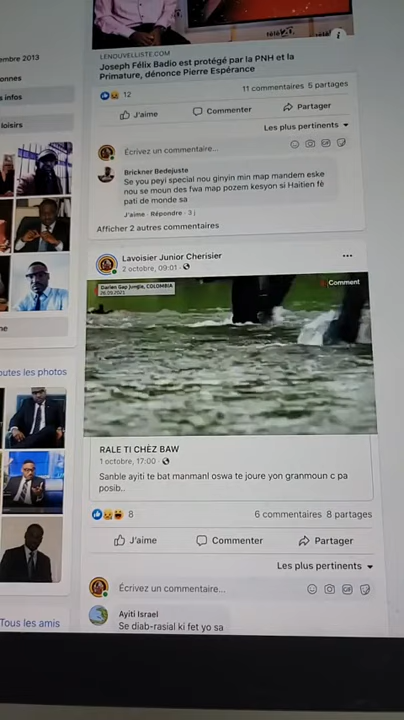 LENOUVELLISTE.COM
Joseph Félix Badio est protégé par la PNH et la
Primature, dénonce Pierre Espérance
12
11 commentaires 5 partages
J'aime
Commenter
Partager
Les plus pertinents
Écrivez un commentaire...
Brickner Bedejuste
Se you peyi special nou ginyin min map mandem eske
nou se moun des fwa map pozem kesyon si Haitien fè
pati de monde sa
J'aime · Répondre · 3 j
Afficher 2 autres commentaires
Lavoisier Junior Cherisier
2 octobre, 09:01
Darien Gap jungle, COLOMBIA
Comment
RALE TI CHÈZ BAW
1 octobre, 17:00
Sanble ayiti te bat manmanl oswa te joure yon granmoun c pa
posib..
8
6 commentaires 8 partages
J'aime
Commenter
Partager
Les plus pertinents
Écrivez un commentaire...
Ayiti Israel
Se diab-rasial ki fet yo sa
embre 2013
onnes
s infos
loisirs
outes les photos
Tous les amis